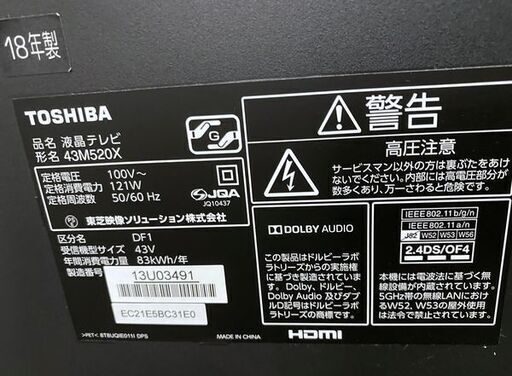 18年製
TOSHIBA
品名 液晶テレビ
形名 43M520X
定格電圧 100V~
定格消費電力 121W
定格周波数 50/60 Hz
東芝映像ソリューション株式会社
G
JQA
JQ10437
区分名 DF1
受信機型サイズ 43V
年間消費電力量 83kWh/年
製造番号
13U03491
EC21E5BC31E0
>PET< 8TBUQIE011I DPS
MADE IN CHINA
警告
高圧注意
サービスマン以外の方は裏ぶたをあけ
ないでください。内部には高電圧部分が
数多くあり、万一さわると危険です。
DOLBY AUDIO
この製品はドルビーラボ
ラトリーズからの実施権
に基づき製造されていま
す。Dolby、ドルビー、
Dolby Audio 及びダブ
ルD記号はドルビーラボ
ラトリーズの商標です。
HDMI
IEEE802.11b/g/n
IEEE802.11a/n
J52 W52 W53 W56
2.4DS/OF4
本機には電波法に基づく無
線設備が内蔵されています。
5GHz帯の無線LANにおけ
るW52、W53の屋外使用は
法令で禁止されています。